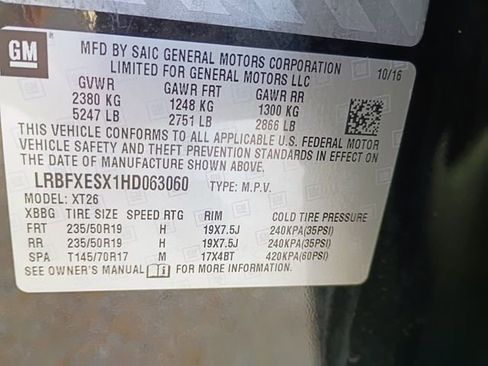 GM
MFD BY SAIC GENERAL MOTORS CORPORATION
LIMITED FOR GENERAL MOTORS LLC
10/16
GVWR GAWR FRT GAWR RR
2380 KG 1248 KG 1300 KG
5247 LB 2751 LB 2866 LB
THIS VEHICLE CONFORMS TO ALL APPLICABLE U.S. FEDERAL MOTOR
VEHICLE SAFETY AND THEFT PREVENTION STANDARDS IN EFFECT
ON THE DATE OF MANUFACTURE SHOWN ABOVE.
LRBFXESX1HD063060 TYPE: M.P.V.
MODEL: XT26
XBBG TIRE SIZE SPEED RTG RIM COLD TIRE PRESSURE
FRT 235/50R19 H 19X7.5J 240KPA(35PSI)
RR 235/50R19 H 19X7.5J 240KPA(35PSI)
SPA T145/70R17 M 17X4BT 420KPA(60PSI)
SEE OWNER'S MANUAL FOR MORE INFORMATION.